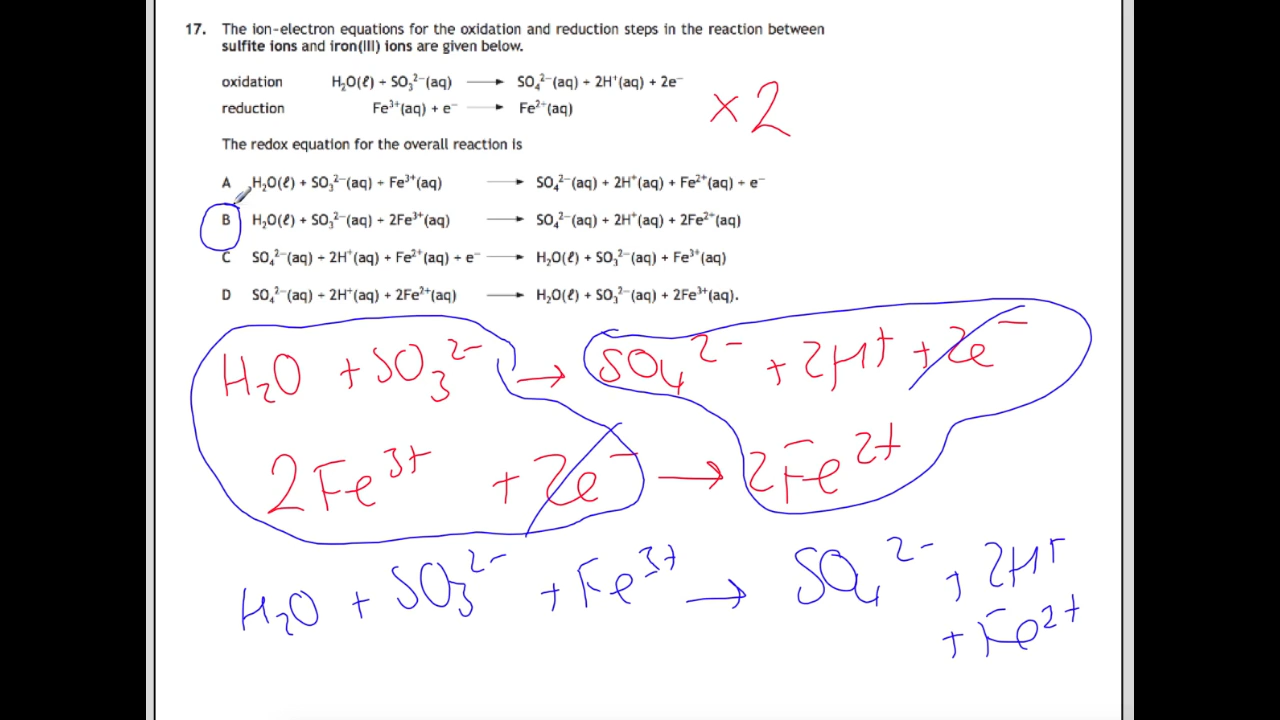 17. The ion-electron equations for the oxidation and reduction steps in the reaction between
sulfite ions and iron(III) ions are given below.
oxidation H₂O(ℓ) + SO₃²⁻(aq) ⟶ SO₄²⁻(aq) + 2H⁺(aq) + 2e⁻
reduction Fe³⁺(aq) + e⁻ ⟶ Fe²⁺(aq)
×2
The redox equation for the overall reaction is
A H₂O(ℓ) + SO₃²⁻(aq) + Fe³⁺(aq) ⟶ SO₄²⁻(aq) + 2H⁺(aq) + Fe²⁺(aq) + e⁻
B H₂O(ℓ) + SO₃²⁻(aq) + 2Fe³⁺(aq) ⟶ SO₄²⁻(aq) + 2H⁺(aq) + 2Fe²⁺(aq)
C SO₄²⁻(aq) + 2H⁺(aq) + Fe²⁺(aq) + e⁻ ⟶ H₂O(ℓ) + SO₃²⁻(aq) + Fe³⁺(aq)
D SO₄²⁻(aq) + 2H⁺(aq) + 2Fe²⁺(aq) ⟶ H₂O(ℓ) + SO₃²⁻(aq) + 2Fe³⁺(aq).
H₂O + SO₃²⁻ → SO₄²⁻ + 2H⁺ + 2e⁻
2Fe³⁺ + 2e⁻ → 2Fe²⁺
H₂O + SO₃²⁻ + Fe³⁺ → SO₄²⁻ + 2H⁺
+ Fe²⁺